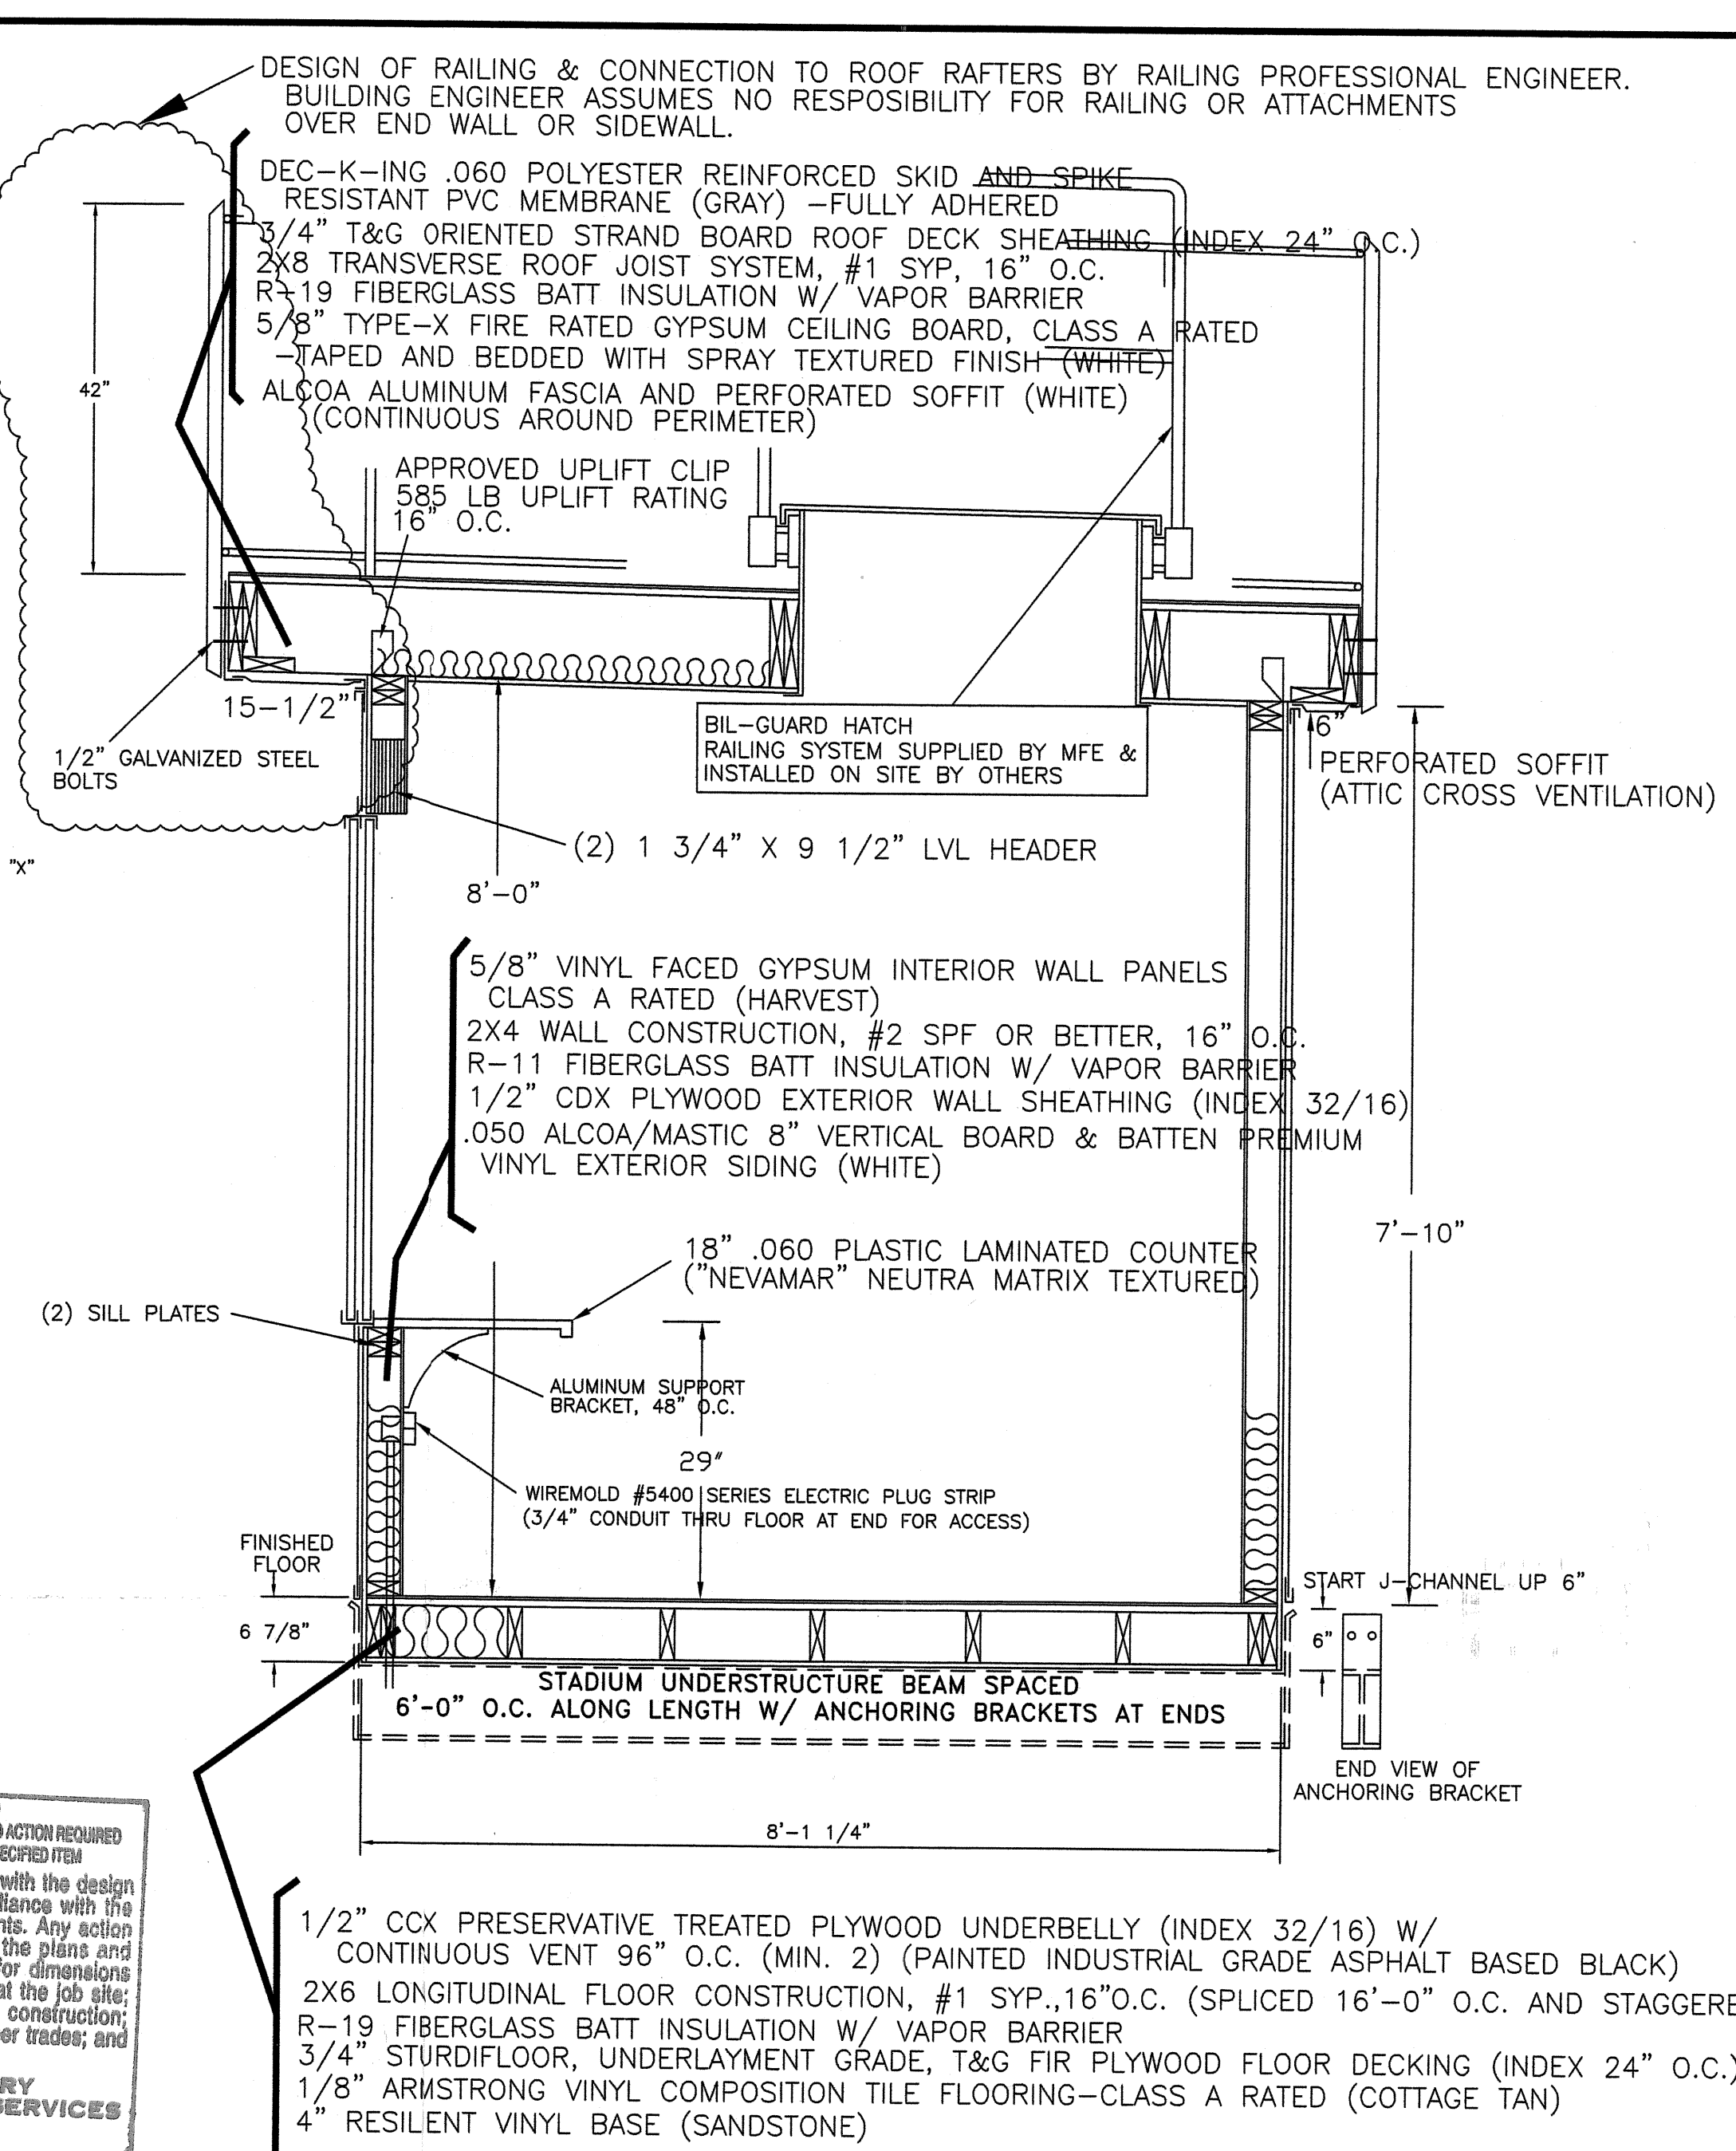 DESIGN OF RAILING & CONNECTION TO ROOF RAFTERS BY RAILING PROFESSIONAL ENGINEER.
BUILDING ENGINEER ASSUMES NO RESPOSIBILITY FOR RAILING OR ATTACHMENTS
OVER END WALL OR SIDEWALL.
DEC-K-ING .060 POLYESTER REINFORCED SKID AND SPIKE
RESISTANT PVC MEMBRANE (GRAY) -FULLY ADHERED
3/4" T&G ORIENTED STRAND BOARD ROOF DECK SHEATHING (INDEX 24" O.C.)
2X8 TRANSVERSE ROOF JOIST SYSTEM, #1 SYP, 16" O.C.
R-19 FIBERGLASS BATT INSULATION W/ VAPOR BARRIER
5/8" TYPE-X FIRE RATED GYPSUM CEILING BOARD, CLASS A RATED
-TAPED AND BEDDED WITH SPRAY TEXTURED FINISH (WHITE)
ALCOA ALUMINUM FASCIA AND PERFORATED SOFFIT (WHITE)
(CONTINUOUS AROUND PERIMETER)
42"
APPROVED UPLIFT CLIP
585 LB UPLIFT RATING
16" O.C.
15-1/2"
1/2" GALVANIZED STEEL
BOLTS
BIL-GUARD HATCH
RAILING SYSTEM SUPPLIED BY MFE &
INSTALLED ON SITE BY OTHERS
6"
PERFORATED SOFFIT
(ATTIC CROSS VENTILATION)
(2) 1 3/4" X 9 1/2" LVL HEADER
"X"
8'-0"
5/8" VINYL FACED GYPSUM INTERIOR WALL PANELS
CLASS A RATED (HARVEST)
2X4 WALL CONSTRUCTION, #2 SPF OR BETTER, 16" O.C.
R-11 FIBERGLASS BATT INSULATION W/ VAPOR BARRIER
1/2" CDX PLYWOOD EXTERIOR WALL SHEATHING (INDEX 32/16)
.050 ALCOA/MASTIC 8" VERTICAL BOARD & BATTEN PREMIUM
VINYL EXTERIOR SIDING (WHITE)
7'-10"
18" .060 PLASTIC LAMINATED COUNTER
("NEVAMAR" NEUTRA MATRIX TEXTURED)
(2) SILL PLATES
ALUMINUM SUPPORT
BRACKET, 48" O.C.
29"
WIREMOLD #5400 SERIES ELECTRIC PLUG STRIP
(3/4" CONDUIT THRU FLOOR AT END FOR ACCESS)
FINISHED
FLOOR
6 7/8"
START J-CHANNEL UP 6"
6"
STADIUM UNDERSTRUCTURE BEAM SPACED
6'-0" O.C. ALONG LENGTH W/ ANCHORING BRACKETS AT ENDS
END VIEW OF
ANCHORING BRACKET
8'-1 1/4"
ACTION REQUIRED
ECIFIED ITEM
with the design
liance with the
nts. Any action
the plans and
for dimensions
at the job site;
construction;
er trades; and
RY
SERVICES
1/2" CCX PRESERVATIVE TREATED PLYWOOD UNDERBELLY (INDEX 32/16) W/
CONTINUOUS VENT 96" O.C. (MIN. 2) (PAINTED INDUSTRIAL GRADE ASPHALT BASED BLACK)
2X6 LONGITUDINAL FLOOR CONSTRUCTION, #1 SYP.,16"O.C. (SPLICED 16'-0" O.C. AND STAGGERE
R-19 FIBERGLASS BATT INSULATION W/ VAPOR BARRIER
3/4" STURDIFLOOR, UNDERLAYMENT GRADE, T&G FIR PLYWOOD FLOOR DECKING (INDEX 24" O.C.)
1/8" ARMSTRONG VINYL COMPOSITION TILE FLOORING-CLASS A RATED (COTTAGE TAN)
4" RESILENT VINYL BASE (SANDSTONE)